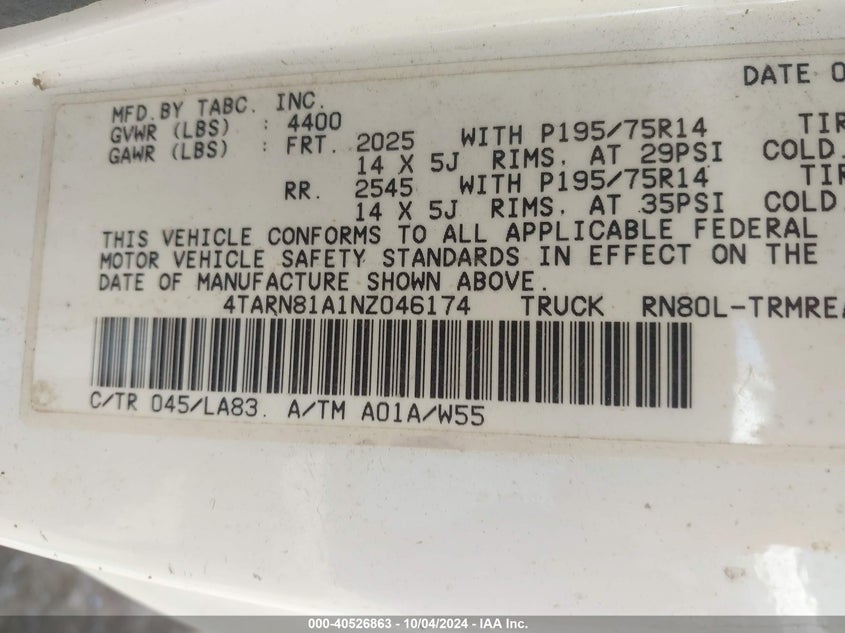 DATE O
MFD.BY TABC. INC.
GVWR (LBS) : 4400
GAWR (LBS) : FRT. 2025 WITH P195/75R14 TIR
14 X 5J RIMS. AT 29PSI COLD.
RR. 2545 WITH P195/75R14 TIR
14 X 5J RIMS. AT 35PSI COLD
THIS VEHICLE CONFORMS TO ALL APPLICABLE FEDERAL
MOTOR VEHICLE SAFETY STANDARDS IN EFFECT ON THE
DATE OF MANUFACTURE SHOWN ABOVE.
4TARN81A1NZ046174 TRUCK RN80L-TRMREA
C/TR 045/LA83. A/TM A01A/W55
000-40526863 - 10/04/2024 - IAA Inc.